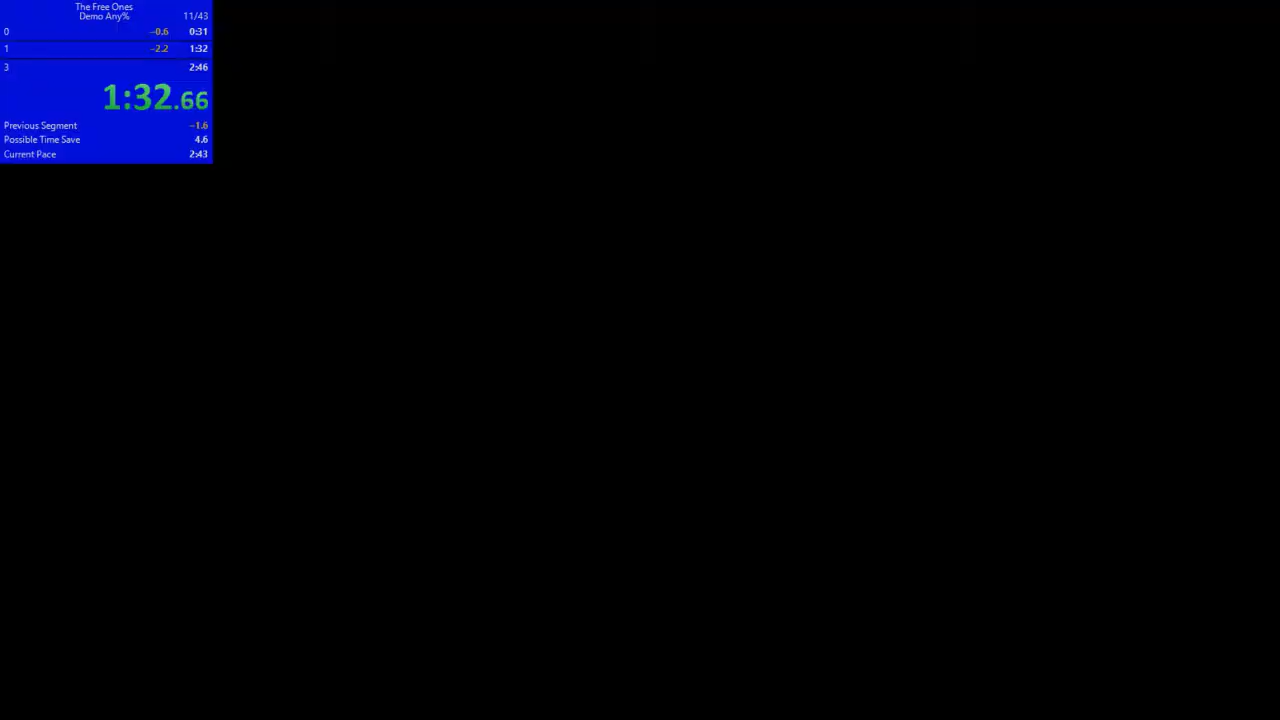 The Free Ones
Demo Any% 11/43
0 −0.6 0:31
1 −2.2 1:32
3 2:46
1:32.66
Previous Segment −1.6
Possible Time Save 4.6
Current Pace 2:43